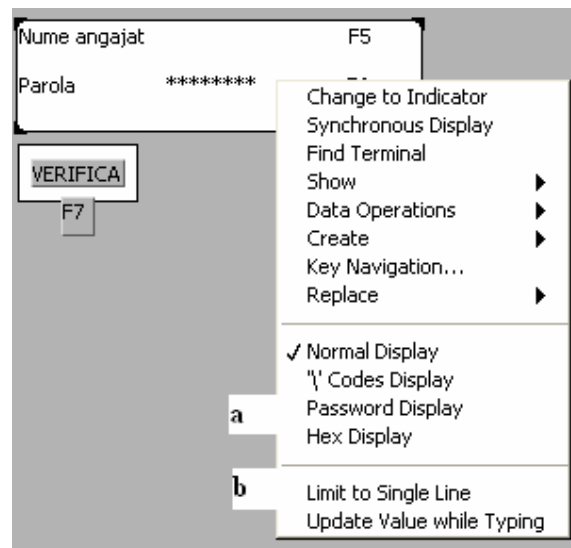 Nume angajat F5
Parola ********
Change to Indicator
Synchronous Display
Find Terminal
VERIFICA
Show
F7
Data Operations
Create
Key Navigation...
Replace
Normal Display
'\' Codes Display
a
Password Display
Hex Display
b
Limit to Single Line
Update Value while Typing